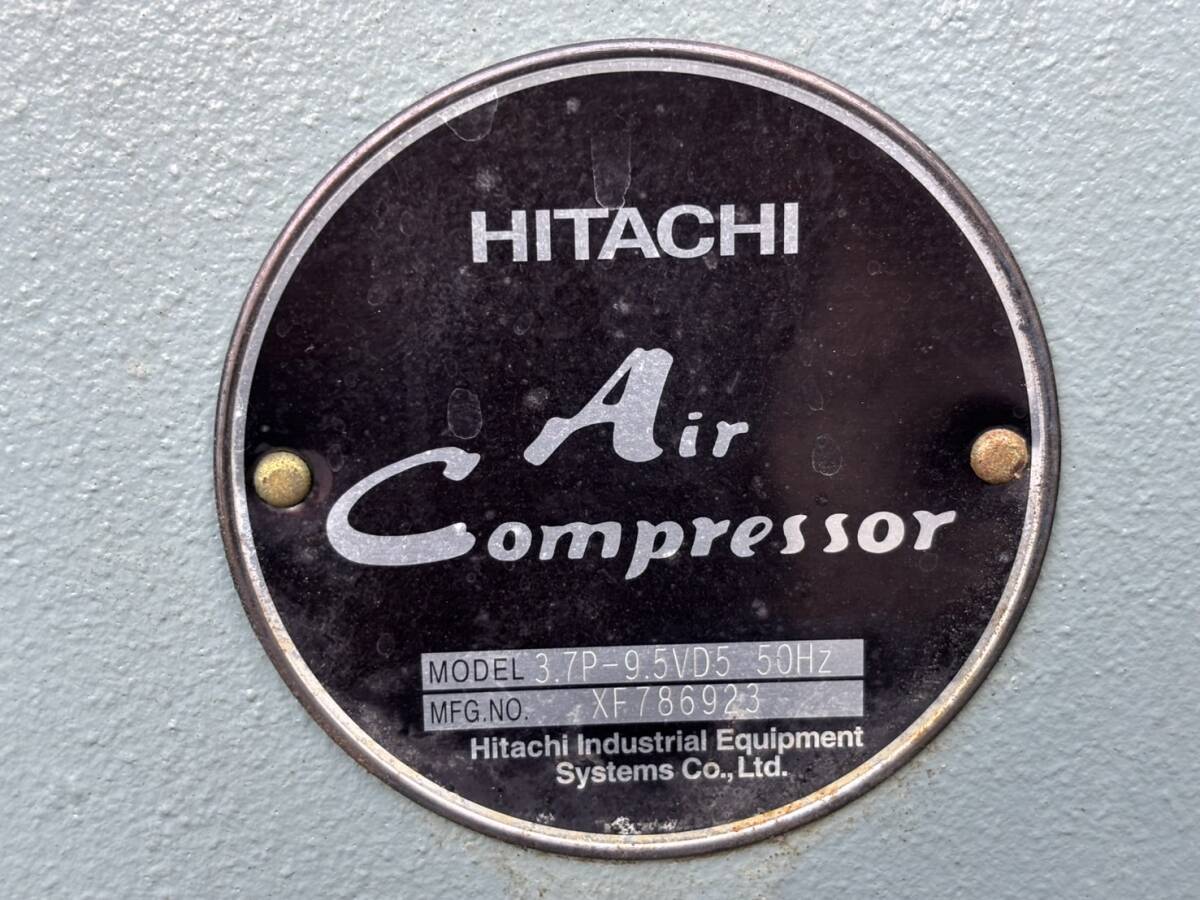 HITACHI
Air
Compressor
MODEL 3.7P-9.5VD5 50Hz
MFG.NO. XF786923
Hitachi Industrial Equipment
Systems Co., Ltd.